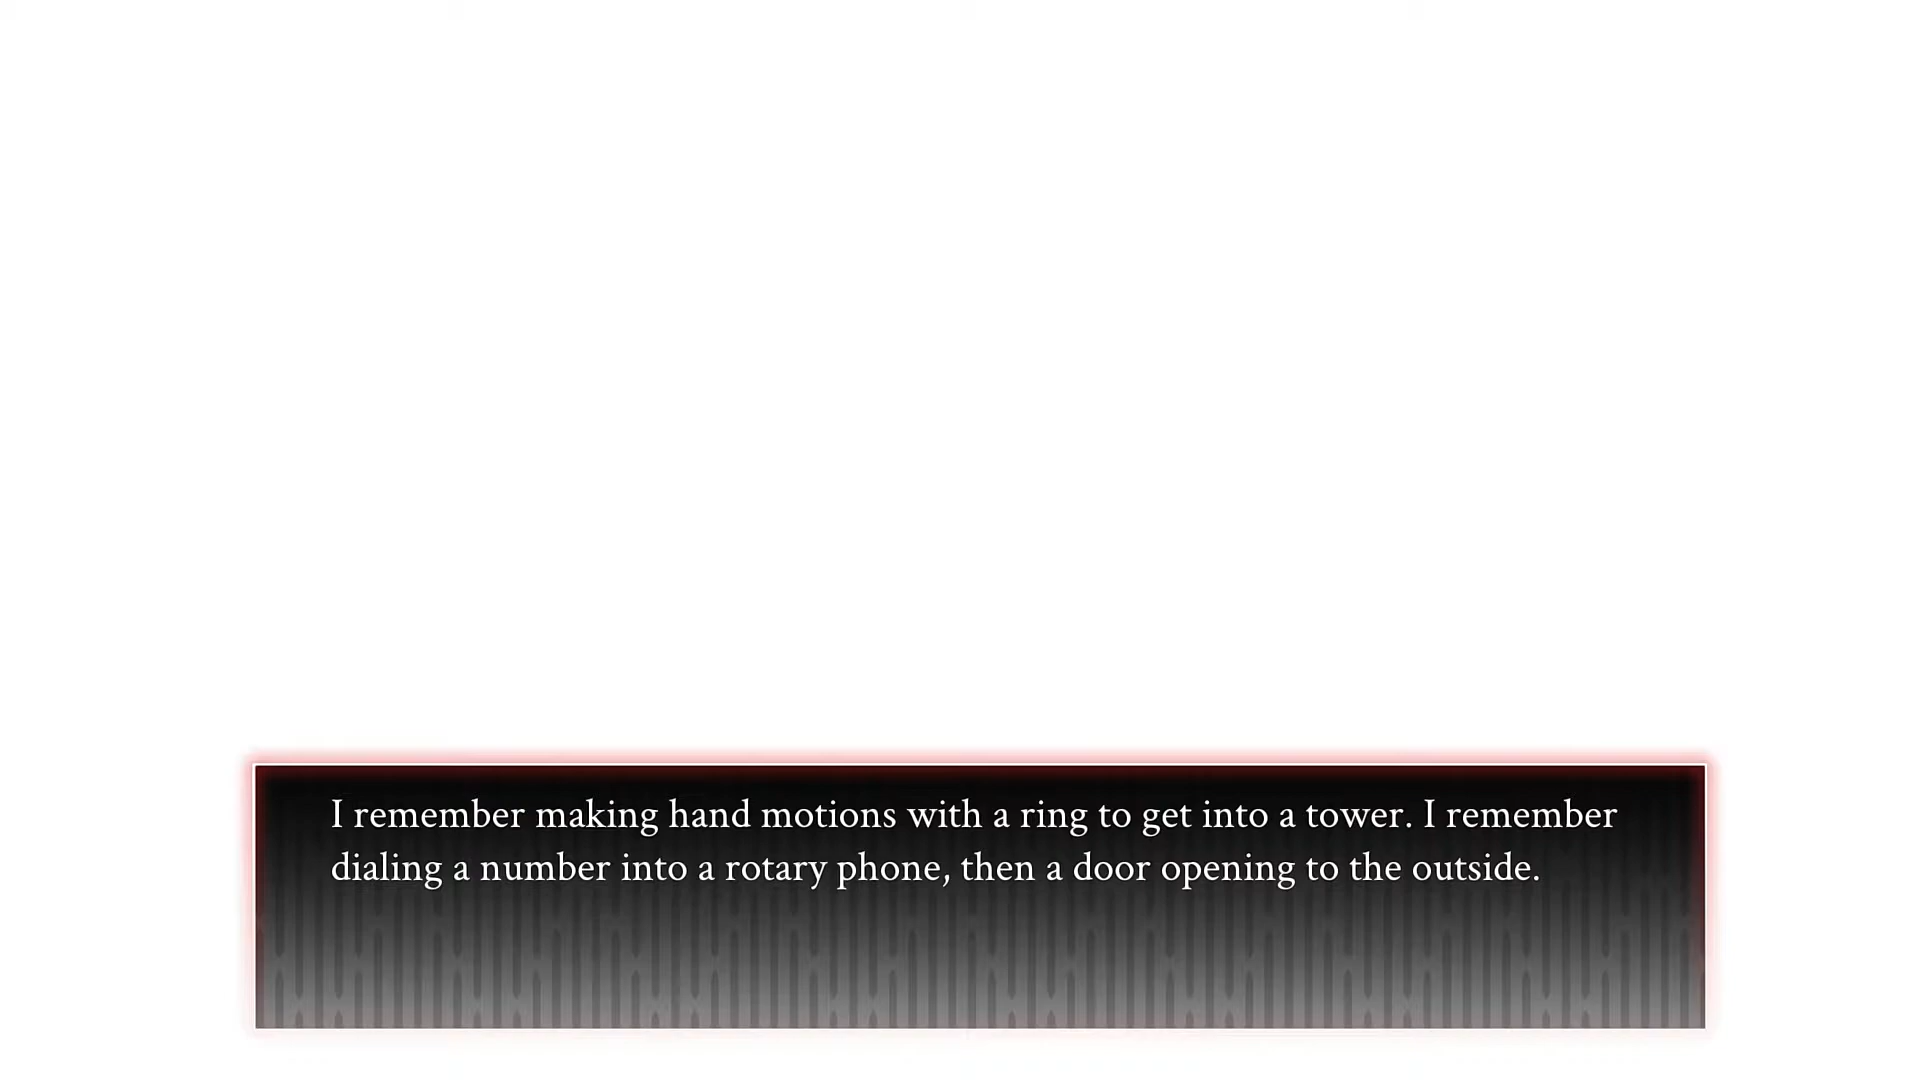 I remember making hand motions with a ring to get into a tower. I remember
dialing a number into a rotary phone, then a door opening to the outside.